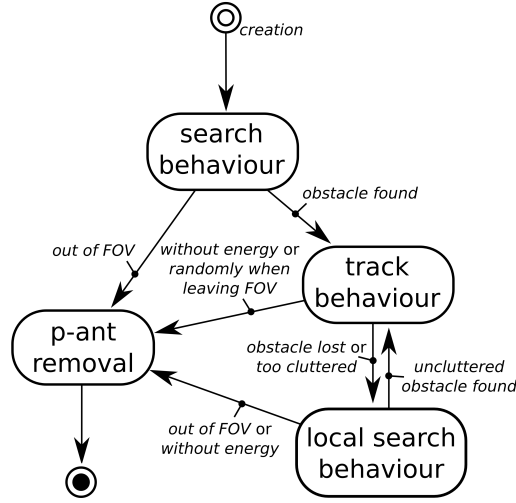 creation
search
behaviour
obstacle found
out of FOV
without energy or
randomly when
leaving FOV
track
behaviour
p-ant
removal
obstacle lost or
too cluttered
uncluttered
obstacle found
out of FOV or
without energy
local search
behaviour